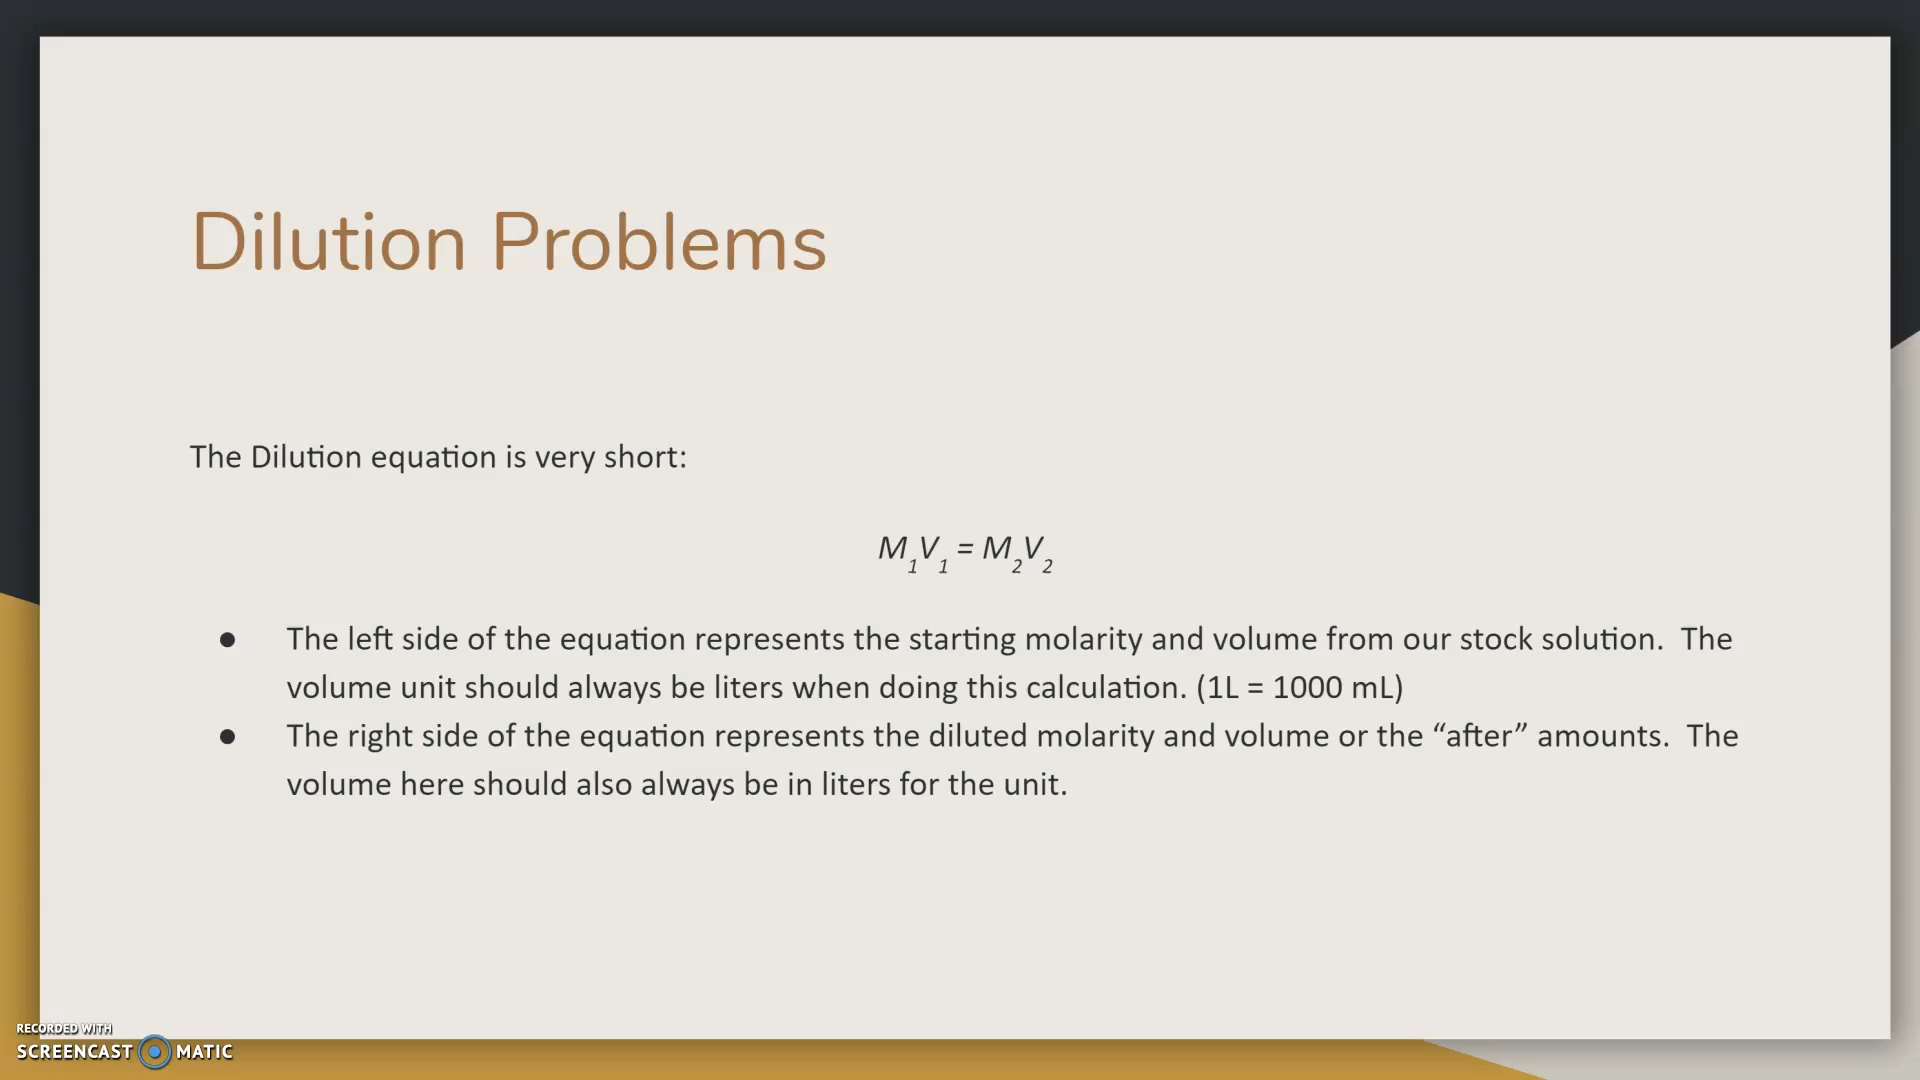 Dilution Problems
The Dilution equation is very short:
M1V1 = M2V2
● The left side of the equation represents the starting molarity and volume from our stock solution.  The
volume unit should always be liters when doing this calculation. (1L = 1000 mL)
● The right side of the equation represents the diluted molarity and volume or the “after” amounts.  The
volume here should also always be in liters for the unit.
RECORDED WITH
SCREENCAST MATIC